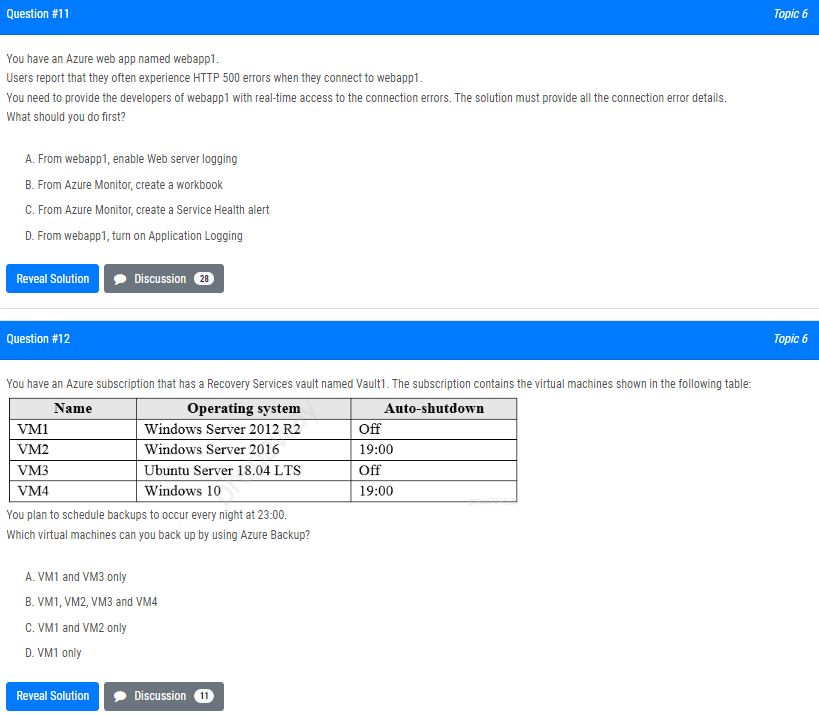 Question #11 Topic 6
You have an Azure web app named webapp1.
Users report that they often experience HTTP 500 errors when they connect to webapp1.
You need to provide the developers of webapp1 with real-time access to the connection errors. The solution must provide all the connection error details.
What should you do first?
A. From webapp1, enable Web server logging
B. From Azure Monitor, create a workbook
C. From Azure Monitor, create a Service Health alert
D. From webapp1, turn on Application Logging
Reveal Solution Discussion 28
Question #12 Topic 6
You have an Azure subscription that has a Recovery Services vault named Vault1. The subscription contains the virtual machines shown in the following table:
Name Operating system Auto-shutdown
VM1 Windows Server 2012 R2 Off
VM2 Windows Server 2016 19:00
VM3 Ubuntu Server 18.04 LTS Off
VM4 Windows 10 19:00
You plan to schedule backups to occur every night at 23:00.
Which virtual machines can you back up by using Azure Backup?
A. VM1 and VM3 only
B. VM1, VM2, VM3 and VM4
C. VM1 and VM2 only
D. VM1 only
Reveal Solution Discussion 11